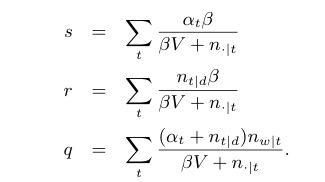 s = ∑_t α_t β / (βV + n_{·|t})
r = ∑_t n_{t|d} β / (βV + n_{·|t})
q = ∑_t (α_t + n_{t|d}) n_{w|t} / (βV + n_{·|t}).